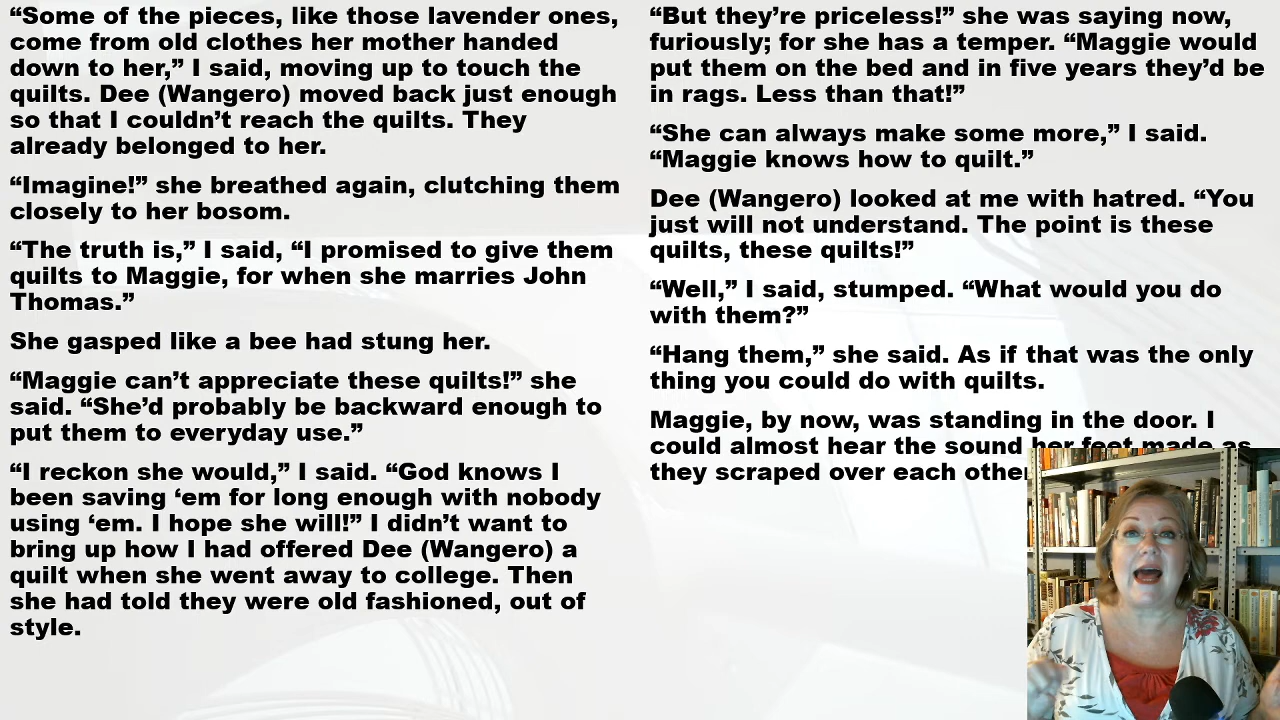 “Some of the pieces, like those lavender ones,
come from old clothes her mother handed
down to her,” I said, moving up to touch the
quilts. Dee (Wangero) moved back just enough
so that I couldn’t reach the quilts. They
already belonged to her.
“Imagine!” she breathed again, clutching them
closely to her bosom.
“The truth is,” I said, “I promised to give them
quilts to Maggie, for when she marries John
Thomas.”
She gasped like a bee had stung her.
“Maggie can’t appreciate these quilts!” she
said. “She’d probably be backward enough to
put them to everyday use.”
“I reckon she would,” I said. “God knows I
been saving ‘em for long enough with nobody
using ‘em. I hope she will!” I didn’t want to
bring up how I had offered Dee (Wangero) a
quilt when she went away to college. Then
she had told they were old fashioned, out of
style.
“But they’re priceless!” she was saying now,
furiously; for she has a temper. “Maggie would
put them on the bed and in five years they’d be
in rags. Less than that!”
“She can always make some more,” I said.
“Maggie knows how to quilt.”
Dee (Wangero) looked at me with hatred. “You
just will not understand. The point is these
quilts, these quilts!”
“Well,” I said, stumped. “What would you do
with them?”
“Hang them,” she said. As if that was the only
thing you could do with quilts.
Maggie, by now, was standing in the door. I
could almost hear the sound her feet made as
they scraped over each other